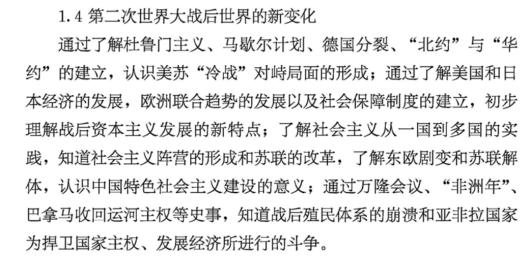 1.4 第二次世界大战后世界的新变化
通过了解杜鲁门主义、马歇尔计划、德国分裂、“北约”与“华
约”的建立，认识美苏“冷战”对峙局面的形成；通过了解美国和日
本经济的发展，欧洲联合趋势的发展以及社会保障制度的建立，初步
理解战后资本主义发展的新特点；了解社会主义从一国到多国的实
践，知道社会主义阵营的形成和苏联的改革，了解东欧剧变和苏联解
体，认识中国特色社会主义建设的意义；通过万隆会议、“非洲年”、
巴拿马收回运河主权等史事，知道战后殖民体系的崩溃和亚非拉国家
为捍卫国家主权、发展经济所进行的斗争。